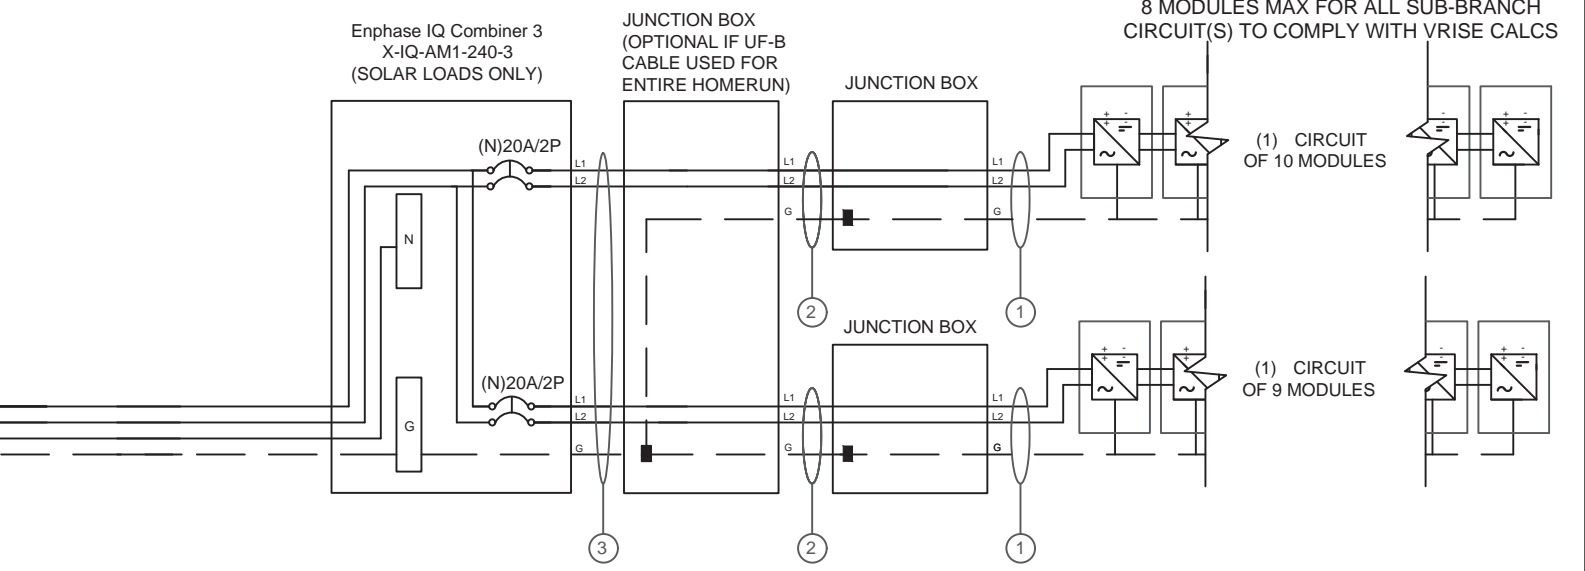 8 MODULES MAX FOR ALL SUB-BRANCH
CIRCUIT(S) TO COMPLY WITH VRISE CALCS
Enphase IQ Combiner 3
X-IQ-AM1-240-3
(SOLAR LOADS ONLY)
JUNCTION BOX
(OPTIONAL IF UF-B
CABLE USED FOR
ENTIRE HOMERUN)
JUNCTION BOX
(N)20A/2P
L1
L2
L1
L2
G
L1
L2
G
+ -
+
~
+
+
-
+ -
+
~
(1) CIRCUIT
OF 10 MODULES
N
2
1
JUNCTION BOX
(N)20A/2P
L1
L2
G
L1
L2
G
L1
L2
G
+ -
+
~
+
+
-
+ -
+
~
(1) CIRCUIT
OF 9 MODULES
G
3
2
1